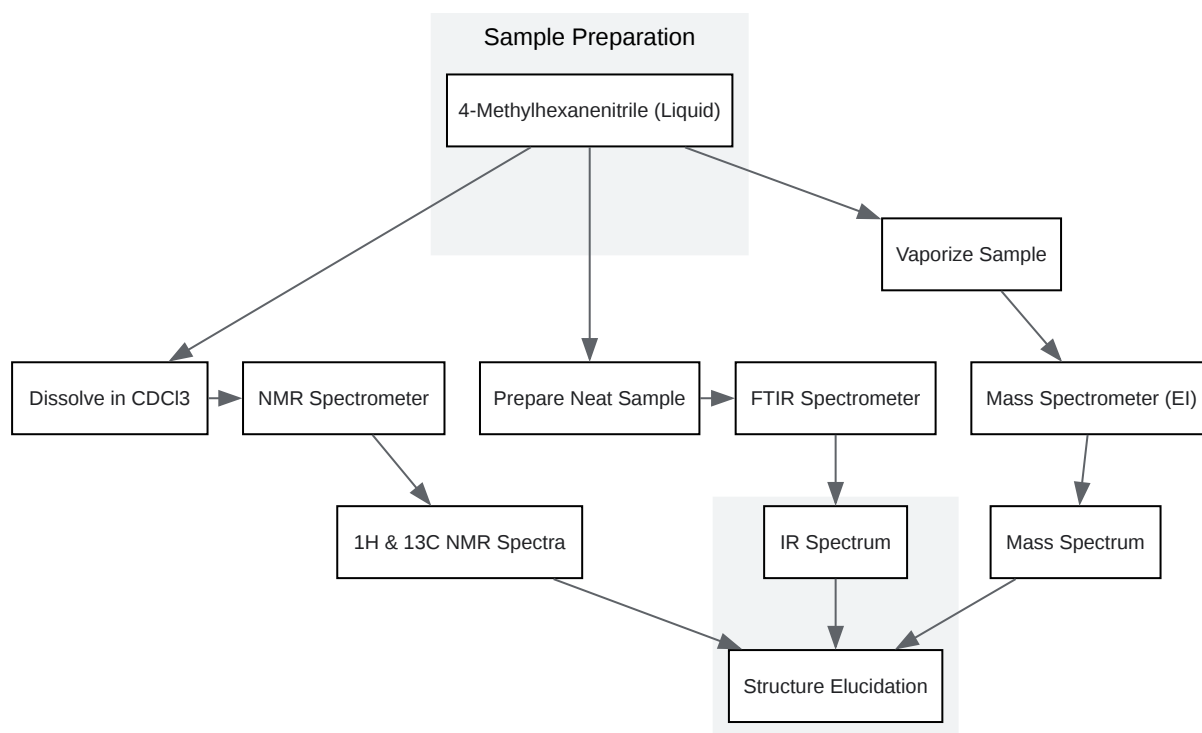 Sample Preparation
4-Methylhexanenitrile (Liquid)
Vaporize Sample
Dissolve in CDCl3
NMR Spectrometer
Prepare Neat Sample
FTIR Spectrometer
Mass Spectrometer (EI)
1H & 13C NMR Spectra
IR Spectrum
Mass Spectrum
Structure Elucidation